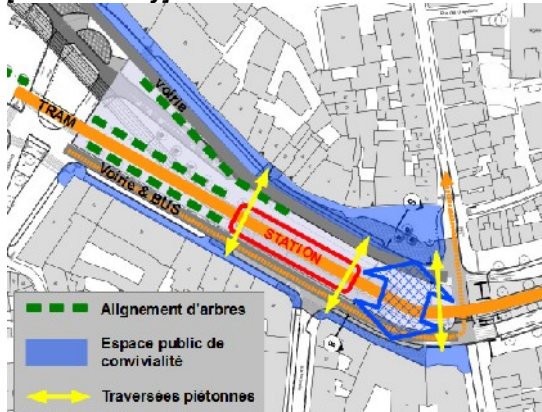 Voirie
TRAM
Voirie & BUS
STATION
Alignement d'arbres
Espace public de
convivialité
Traversées piétonnes